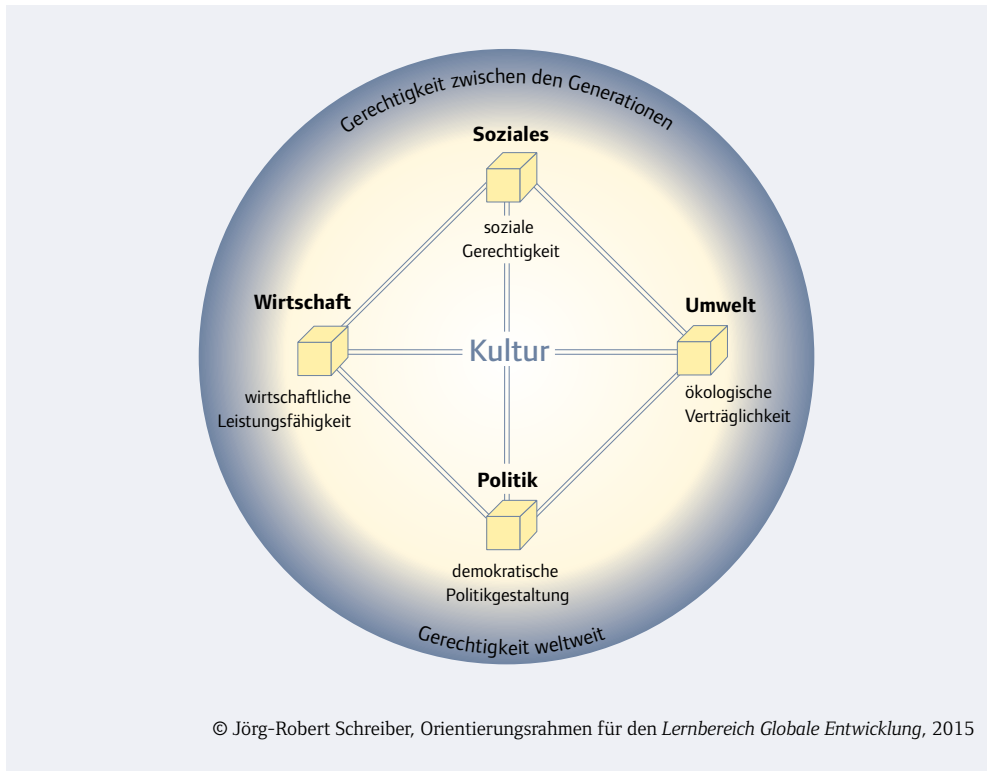 Gerechtigkeit zwischen den Generationen
Soziales
soziale
Gerechtigkeit
Wirtschaft
wirtschaftliche
Leistungsfähigkeit
Kultur
Umwelt
ökologische
Verträglichkeit
Politik
demokratische
Politikgestaltung
Gerechtigkeit weltweit
© Jörg-Robert Schreiber, Orientierungsrahmen für den Lernbereich Globale Entwicklung, 2015